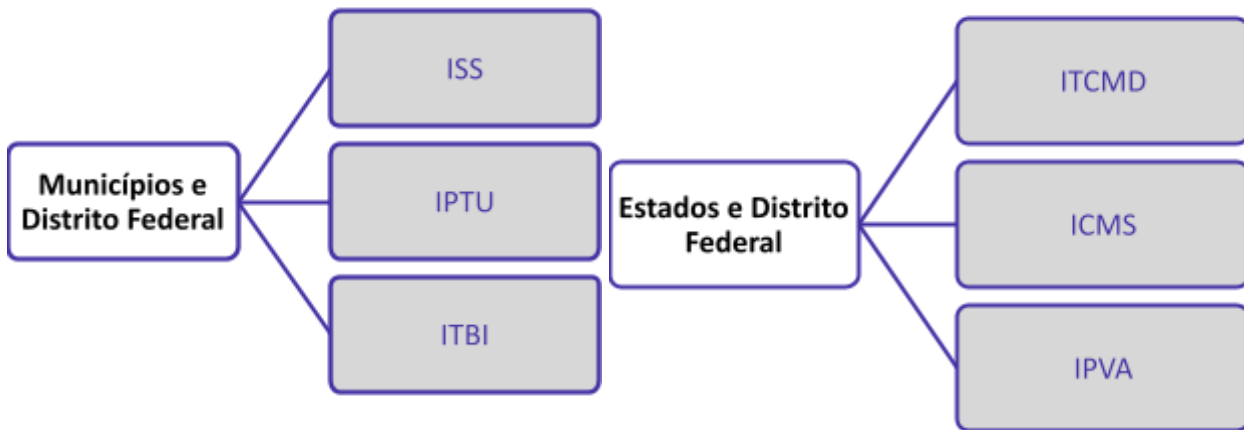 Municípios e
Distrito Federal
ISS
IPTU
ITBI
Estados e Distrito
Federal
ITCMD
ICMS
IPVA